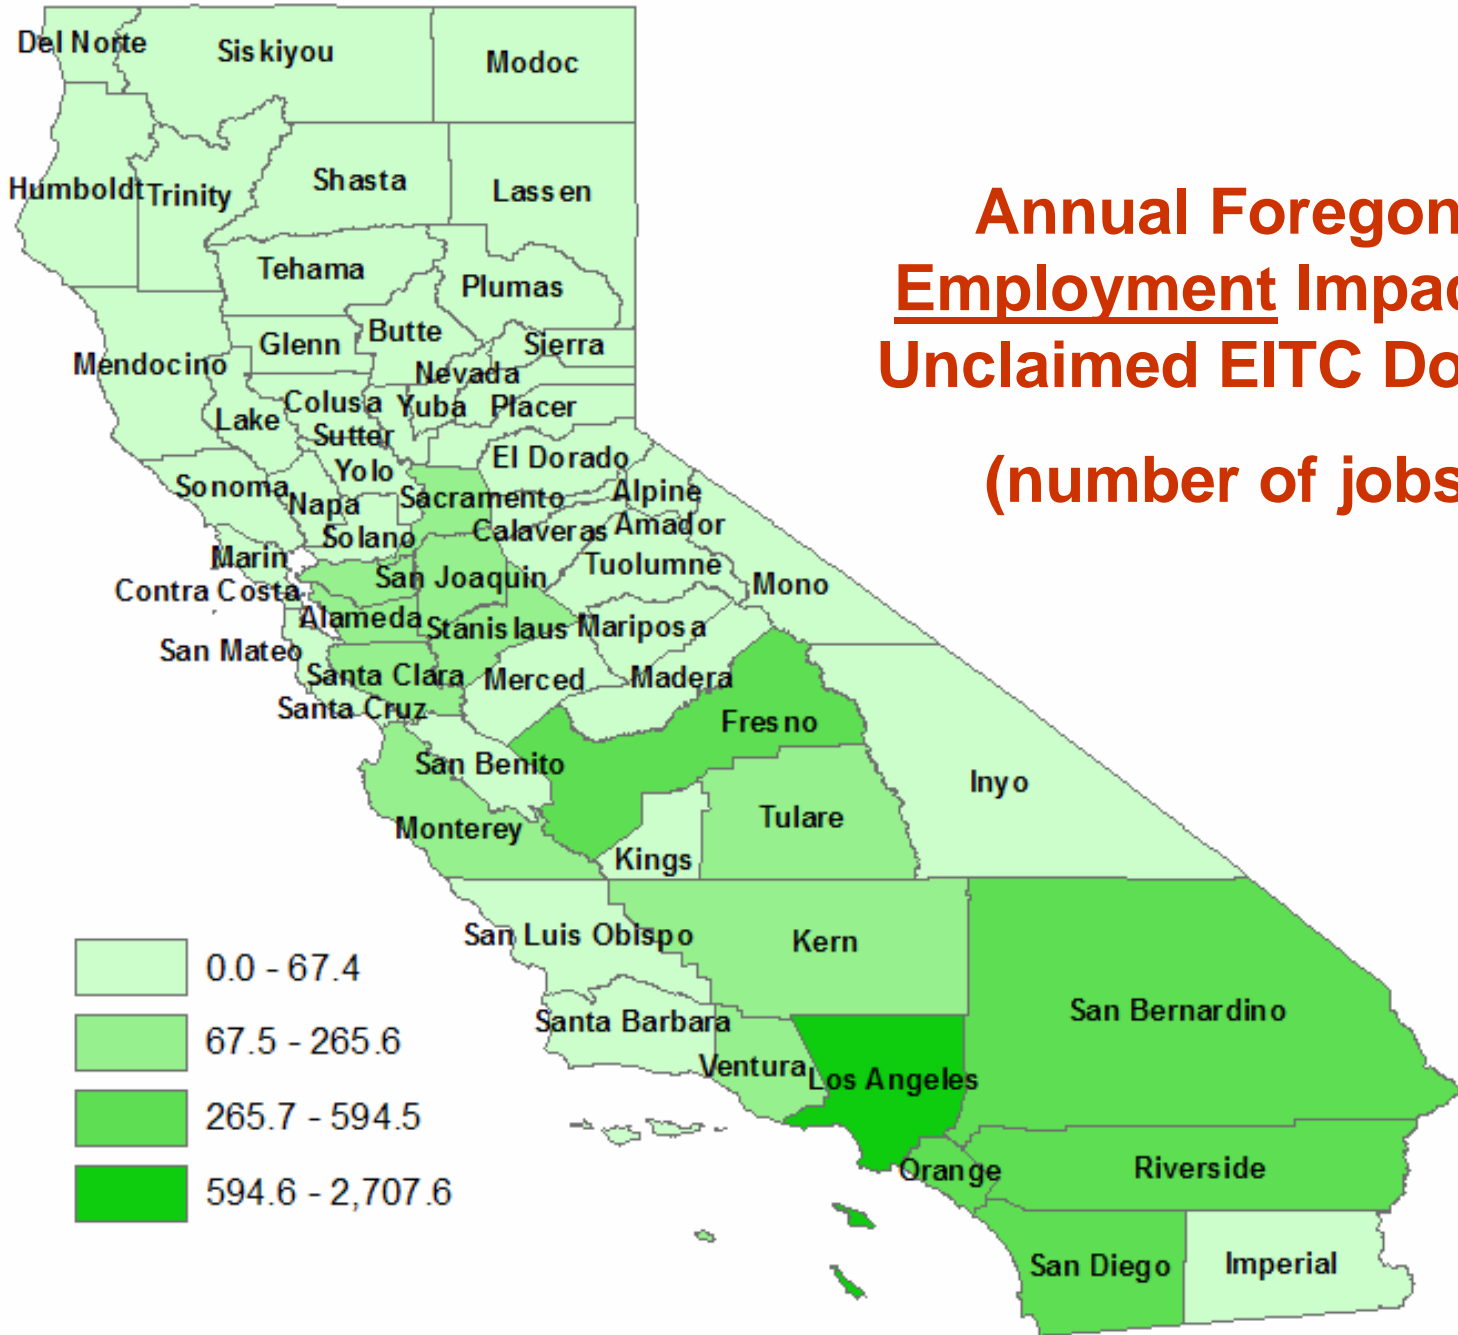 Del Norte
Siskiyou
Modoc
Humboldt
Trinity
Shasta
Lassen
Annual Foregon
Employment Impac
Unclaimed EITC Do
(number of jobs
Tehama
Plumas
Butte
Glenn
Sierra
Mendocino
Nevada
Colusa
Yuba
Placer
Lake
Sutter
El Dorado
Yolo
Sonoma
Napa
Sacramento
Alpine
Solano
Calaveras
Amador
Marin
San Joaquin
Tuolumne
Mono
Contra Costa
Alameda
Stanislaus
Mariposa
San Mateo
Santa Clara
Merced
Madera
Santa Cruz
Fresno
San Benito
Inyo
Monterey
Tulare
Kings
San Luis Obispo
Kern
0.0 - 67.4
San Bernardino
Santa Barbara
67.5 - 265.6
Ventura
Los Angeles
265.7 - 594.5
Orange
Riverside
594.6 - 2,707.6
San Diego
Imperial